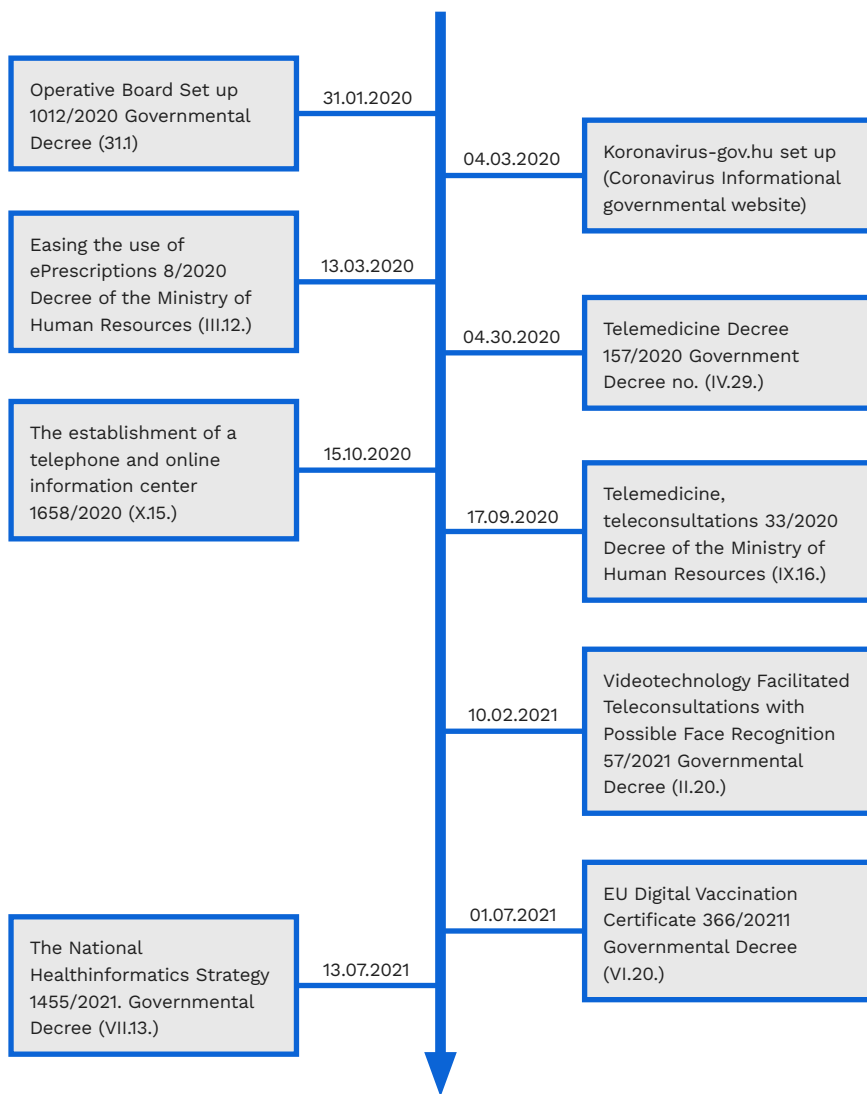 31.01.2020
Operative Board Set up
1012/2020 Governmental
Decree (31.1)
04.03.2020
Koronavirus-gov.hu set up
(Coronavirus Informational
governmental website)
13.03.2020
Easing the use of
ePrescriptions 8/2020
Decree of the Ministry of
Human Resources (III.12.)
04.30.2020
Telemedicine Decree
157/2020 Government
Decree no. (IV.29.)
15.10.2020
The establishment of a
telephone and online
information center
1658/2020 (X.15.)
17.09.2020
Telemedicine,
teleconsultations 33/2020
Decree of the Ministry of
Human Resources (IX.16.)
10.02.2021
Videotechnology Facilitated
Teleconsultations with
Possible Face Recognition
57/2021 Governmental
Decree (II.20.)
01.07.2021
EU Digital Vaccination
Certificate 366/20211
Governmental Decree
(VI.20.)
13.07.2021
The National
Healthinformatics Strategy
1455/2021. Governmental
Decree (VII.13.)